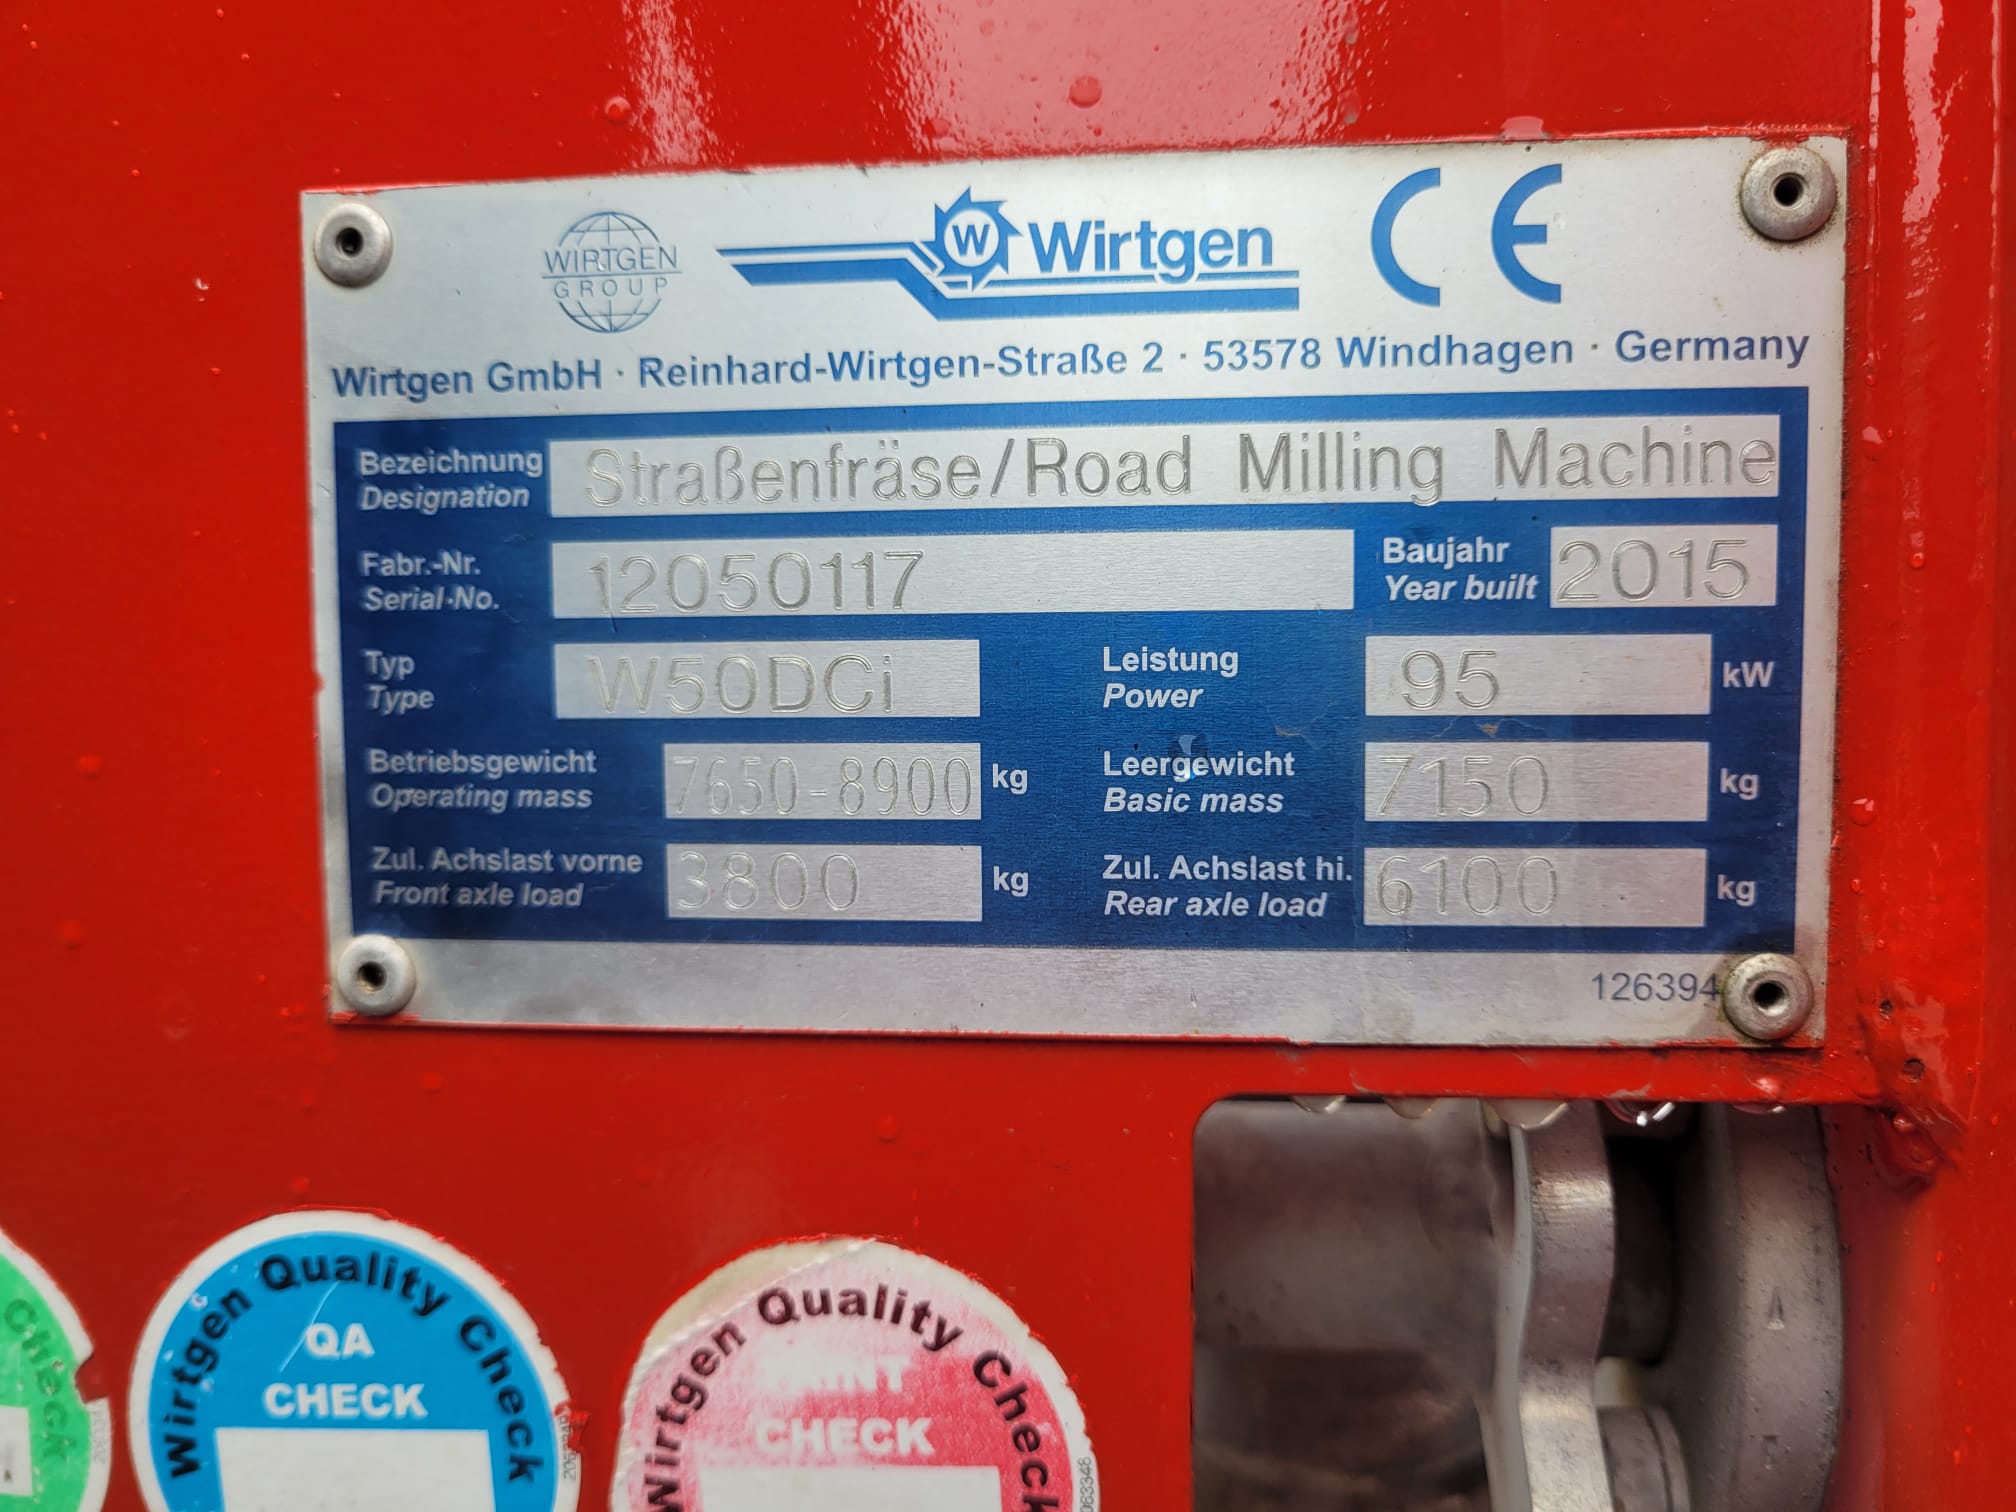 WIRTGEN
GROUP
W Wirtgen
CE
Wirtgen GmbH · Reinhard-Wirtgen-Straße 2 · 53578 Windhagen · Germany
Bezeichnung
Designation
Straßenfräse/Road Milling Machine
Fabr.-Nr.
Serial-No.
12050117
Baujahr
Year built
2015
Typ
Type
W50DCi
Leistung
Power
95
kW
Betriebsgewicht
Operating mass
7650-8900
kg
Leergewicht
Basic mass
7150
kg
Zul. Achslast vorne
Front axle load
3800
kg
Zul. Achslast hi.
Rear axle load
6100
kg
126394
Check
Wirtgen Quality Check
QA
CHECK
Wirtgen Quality Check
CHECK